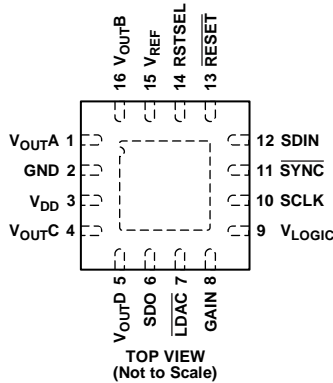 16 VOUTB
15 VREF
14 RSTSEL
13 RESET
VOUTA 1
GND 2
VDD 3
VOUTC 4
12 SDIN
11 SYNC
10 SCLK
9 VLOGIC
VOUTD 5
SDO 6
LDAC 7
GAIN 8
TOP VIEW
(Not to Scale)